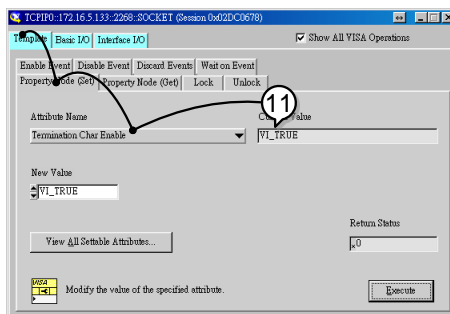 TCPIP0::172.16.5.133::2268::SOCKET (Session 0x02DC0678)
Template Basic I/O Interface I/O Show All VISA Operations
Enable Event Disable Event Discard Events Wait on Event
Property Node (Set) Property Node (Get) Lock Unlock
11
Attribute Name Current Value
Termination Char Enable VI_TRUE
New Value
VI_TRUE
Return Status
View All Settable Attributes... x0
VISA Modify the value of the specified attribute. Execute